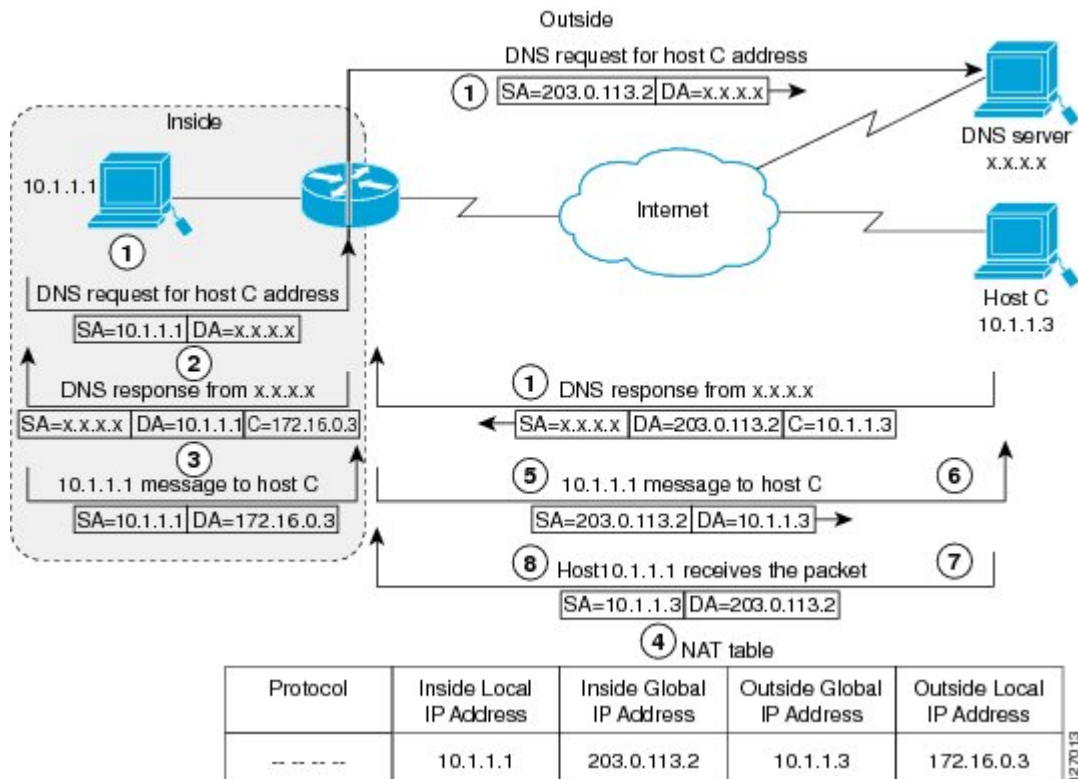 Outside
DNS request for host C address
1
SA=203.0.113.2 DA=x.x.x.x
DNS server
x.x.x.x
Inside
10.1.1.1
Internet
1
DNS request for host C address
SA=10.1.1.1 DA=x.x.x.x
Host C
10.1.1.3
2
DNS response from x.x.x.x
SA=x.x.x.x DA=10.1.1.1 C=172.16.0.3
1 DNS response from x.x.x.x
SA=x.x.x.x DA=203.0.113.2 C=10.1.1.3
3
10.1.1.1 message to host C
SA=10.1.1.1 DA=172.16.0.3
5 10.1.1.1 message to host C 6
SA=203.0.113.2 DA=10.1.1.3
8 Host10.1.1.1 receives the packet 7
SA=10.1.1.3 DA=203.0.113.2
4 NAT table
Protocol
Inside Local
IP Address
Inside Global
IP Address
Outside Global
IP Address
Outside Local
IP Address
-- -- -- -- 10.1.1.1 203.0.113.2 10.1.1.3 172.16.0.3